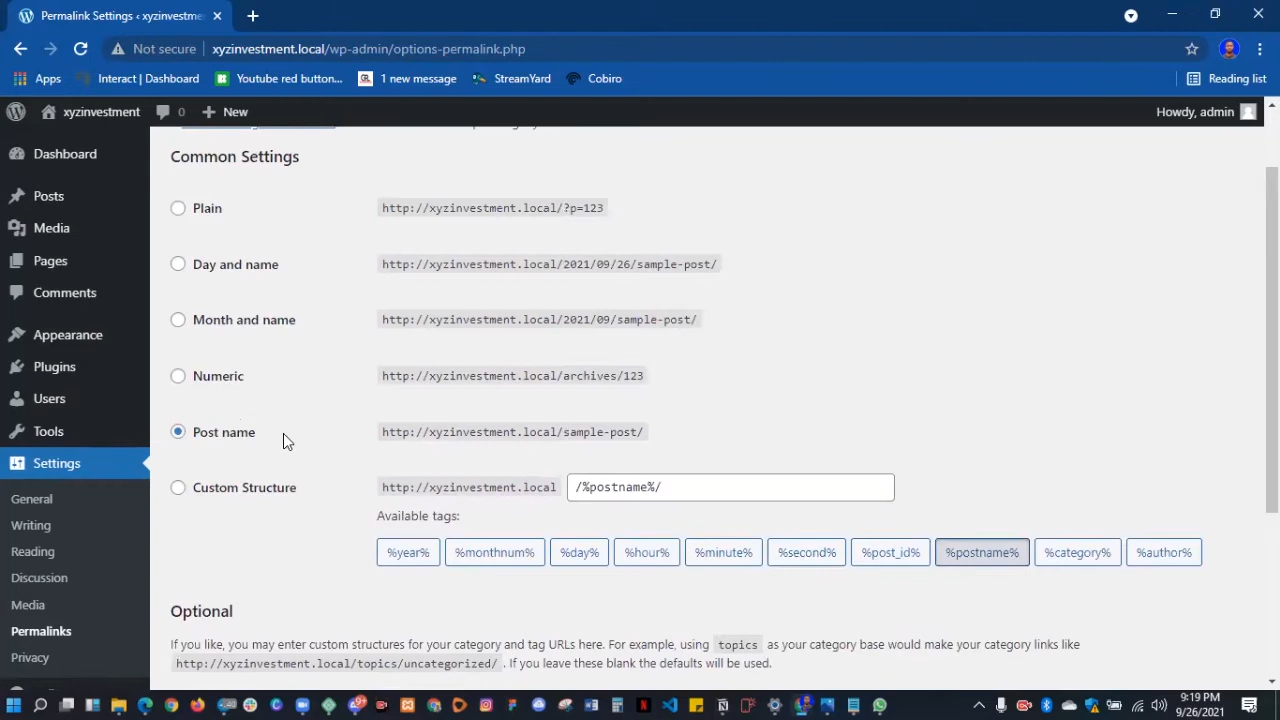 Permalink Settings ‹ xyzinvestme
Not secure xyzinvestment.local/wp-admin/options-permalink.php
Apps Interact | Dashboard Youtube red button... 1 new message StreamYard Cobiro Reading list
xyzinvestment 0 New Howdy, admin
Dashboard
Posts
Media
Pages
Comments
Appearance
Plugins
Users
Tools
Settings
General
Writing
Reading
Discussion
Media
Permalinks
Privacy
Common Settings
Plain http://xyzinvestment.local/?p=123
Day and name http://xyzinvestment.local/2021/09/26/sample-post/
Month and name http://xyzinvestment.local/2021/09/sample-post/
Numeric http://xyzinvestment.local/archives/123
Post name http://xyzinvestment.local/sample-post/
Custom Structure http://xyzinvestment.local /%postname%/
Available tags:
%year% %monthnum% %day% %hour% %minute% %second% %post_id% %postname% %category% %author%
Optional
If you like, you may enter custom structures for your category and tag URLs here. For example, using topics as your category base would make your category links like
http://xyzinvestment.local/topics/uncategorized/ . If you leave these blank the defaults will be used.
9:19 PM
9/26/2021